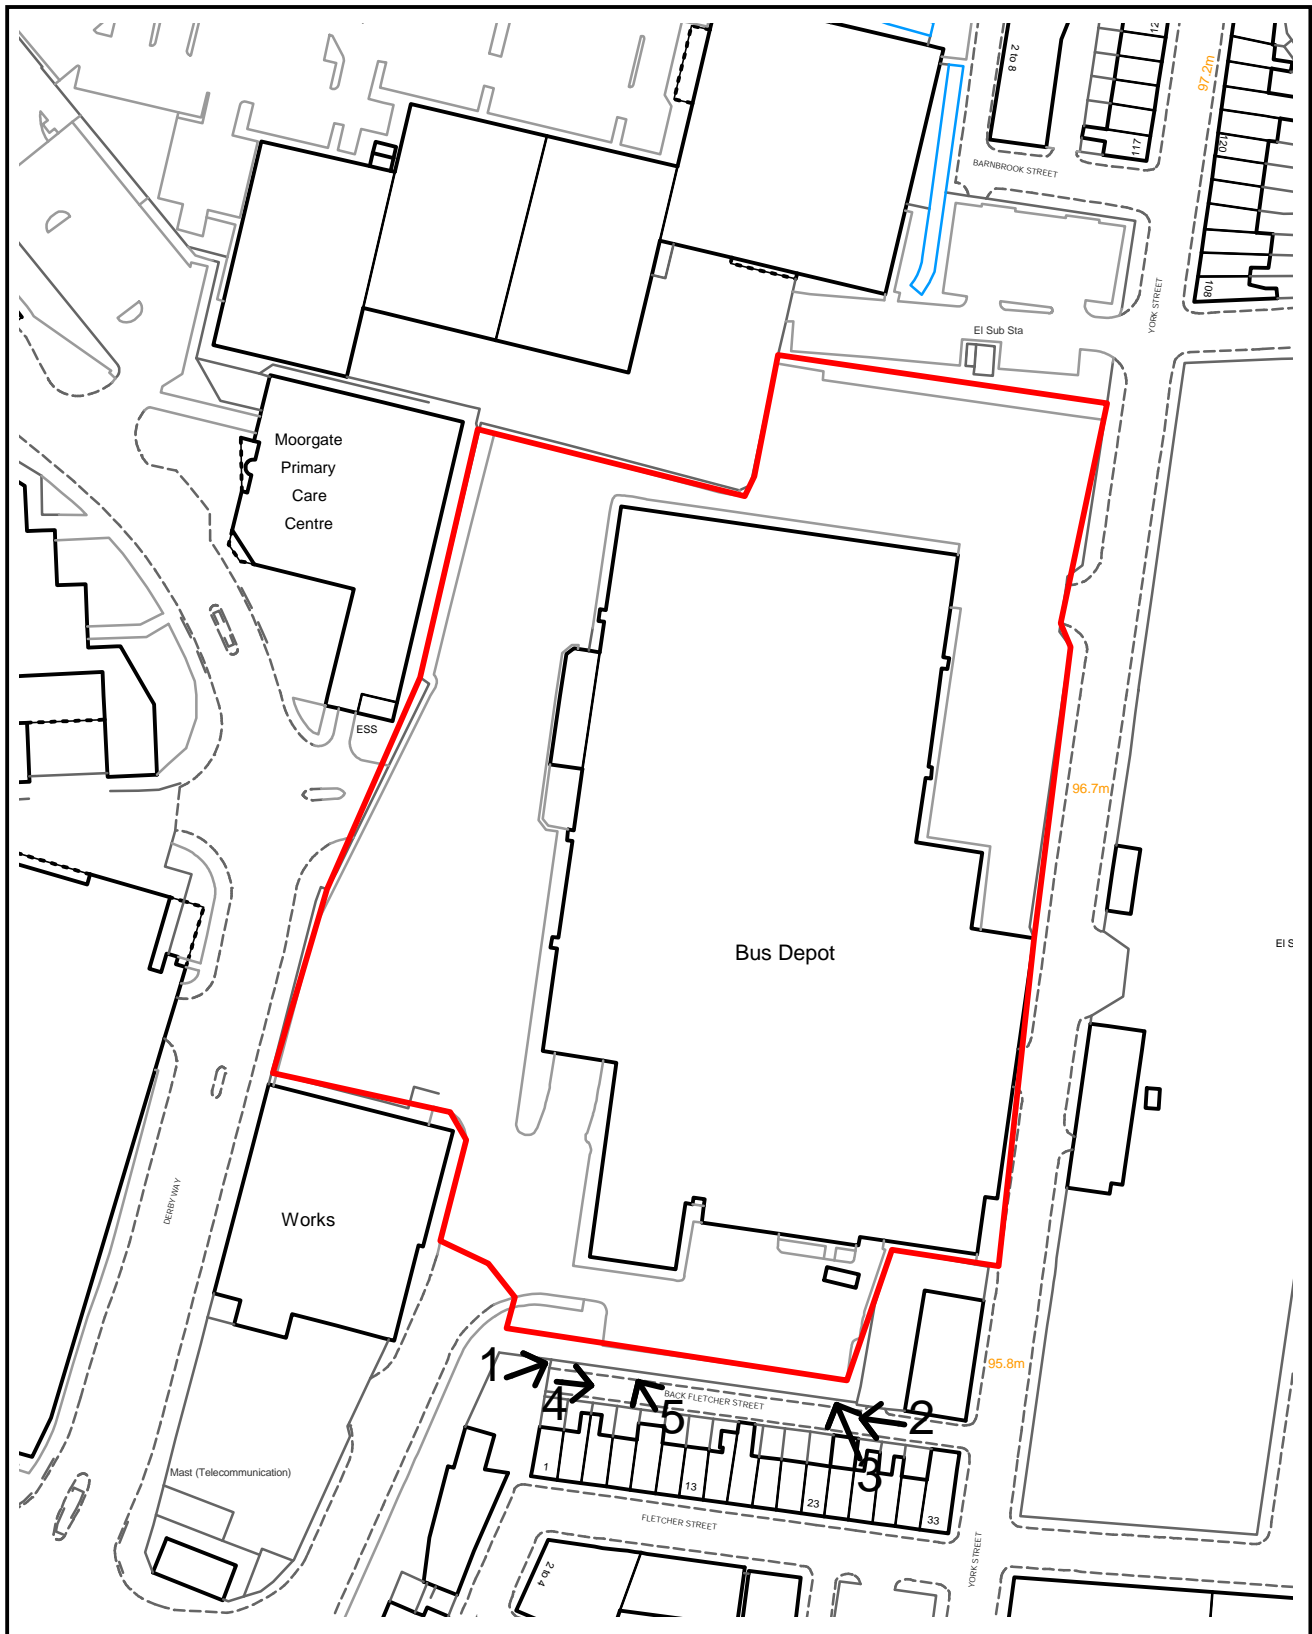 2 to 8
12
97.2m
117
120
BARNBROOK STREET
108
YORK STREET
El Sub Sta
Moorgate
Primary
Care
Centre
ESS
96.7m
Bus Depot
El S
DERBY WAY
Works
1
4
5
2
3
BACK FLETCHER STREET
95.8m
1
13
23
33
Mast (Telecommunication)
FLETCHER STREET
YORK STREET
2 to 4